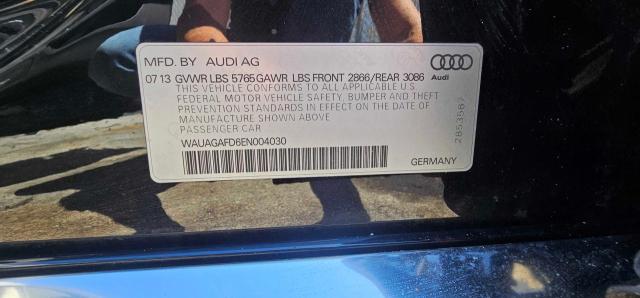 MFD. BY AUDI AG
07 13 GVWR LBS 5765 GAWR LBS FRONT 2866/REAR 3086
THIS VEHICLE CONFORMS TO ALL APPLICABLE U.S
FEDERAL MOTOR VEHICLE SAFETY, BUMPER AND THEFT
PREVENTION STANDARDS IN EFFECT ON THE DATE OF
MANUFACTURE SHOWN ABOVE
PASSENGER CAR
WAUAGAFD6EN004030
GERMANY
Audi
2853587